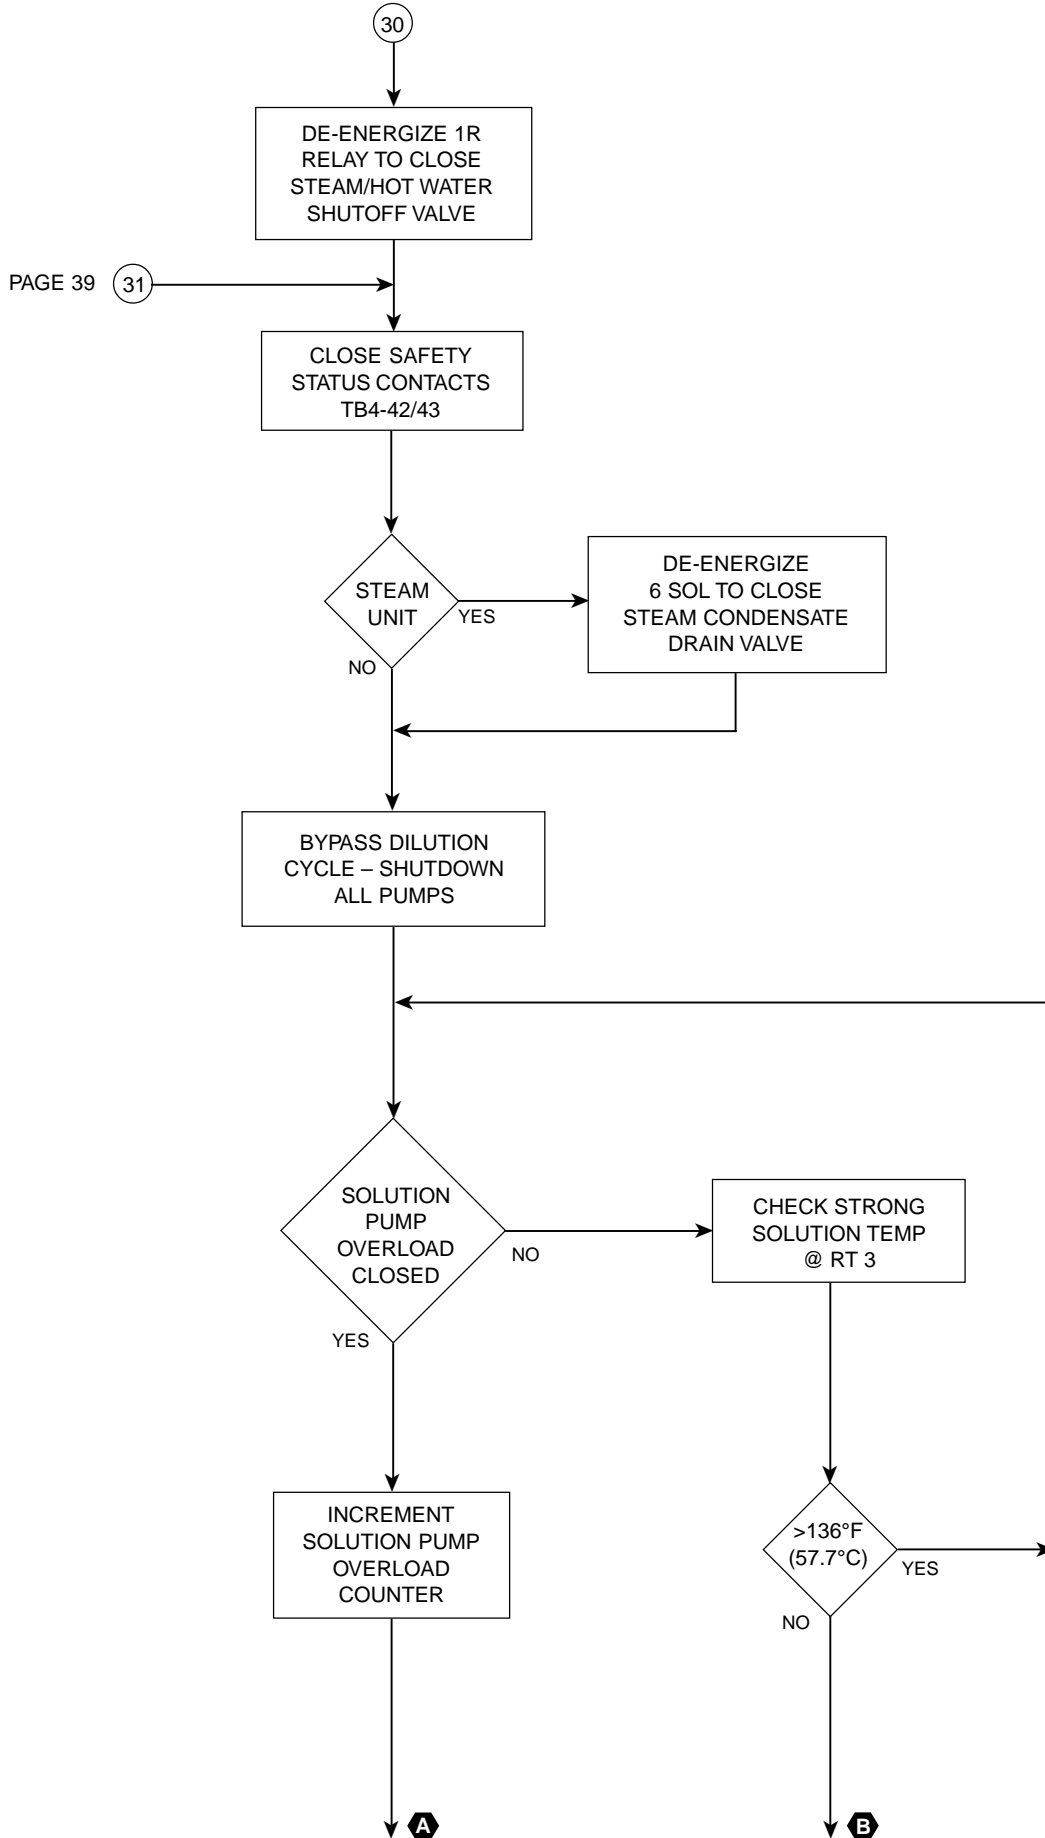 30
DE-ENERGIZE 1R
RELAY TO CLOSE
STEAM/HOT WATER
SHUTOFF VALVE
PAGE 39
31
CLOSE SAFETY
STATUS CONTACTS
TB4-42/43
STEAM
UNIT
YES
NO
DE-ENERGIZE
6 SOL TO CLOSE
STEAM CONDENSATE
DRAIN VALVE
BYPASS DILUTION
CYCLE – SHUTDOWN
ALL PUMPS
SOLUTION
PUMP
OVERLOAD
CLOSED
NO
YES
CHECK STRONG
SOLUTION TEMP
@ RT 3
INCREMENT
SOLUTION PUMP
OVERLOAD
COUNTER
>136°F
(57.7°C)
YES
NO
A
B